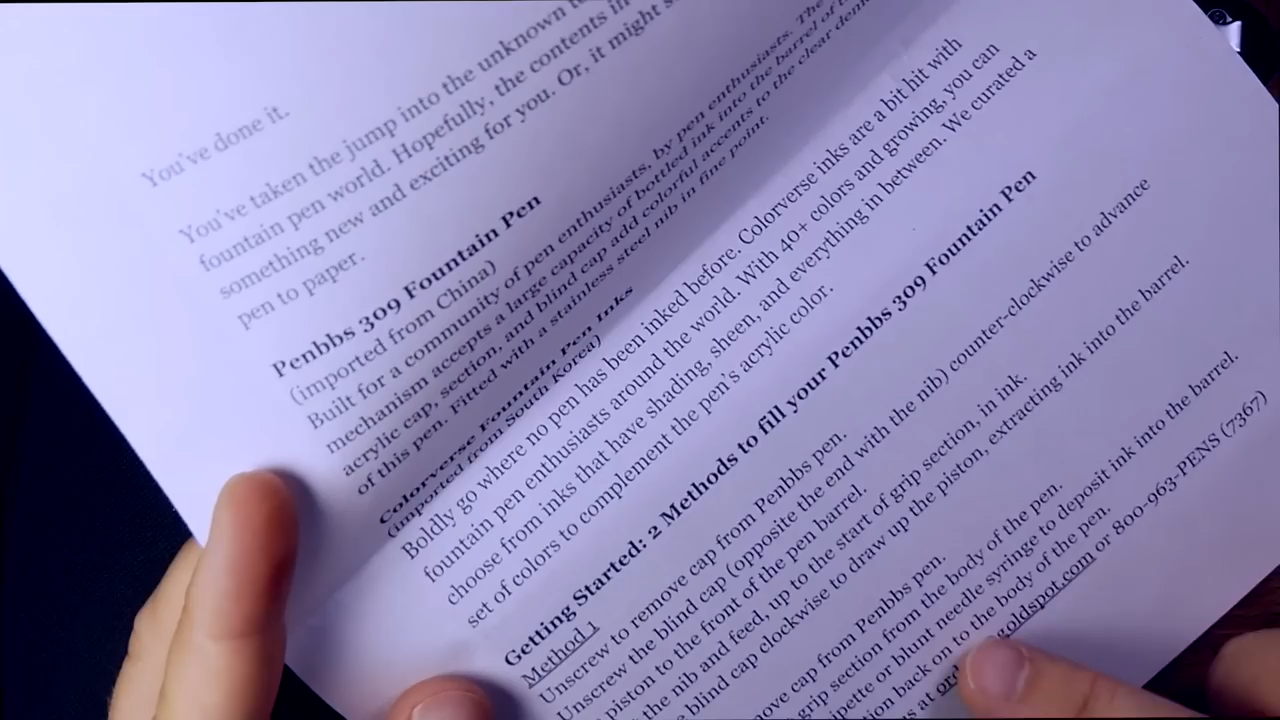 You've done it.
You've taken the jump into the unknown
fountain pen world. Hopefully, the contents in
something new and exciting for you. Or, it might
pen to paper.
Penbbs 309 Fountain Pen
(imported from China)
Built for a community of pen enthusiasts, by pen enthusiasts. The
mechanism accepts a large capacity of bottled ink into the barrel of
acrylic cap, section, and blind cap add colorful accents to the clear
of this pen. Fitted with a stainless steel nib in fine point.
Colorverse Fountain Pen Inks
(imported from South Korea)
Boldly go where no pen has been inked before. Colorverse inks are a bit hit with
fountain pen enthusiasts around the world. With 40+ colors and growing, you can
choose from inks that have shading, sheen, and everything in between. We curated a
set of colors to complement the pen's acrylic color.
Getting Started: 2 Methods to fill your Penbbs 309 Fountain Pen
Method 1
Unscrew to remove cap from Penbbs pen.
Unscrew the blind cap (opposite the end with the nib) counter-clockwise to advance
piston to the front of the pen barrel.
the nib and feed, up to the start of grip section, in ink.
blind cap clockwise to draw up the piston, extracting ink into the barrel.
cap from Penbbs pen.
grip section from the body of the pen.
or blunt needle syringe to deposit ink into the barrel.
back on to the body of the pen.
at goldspot.com or 800-963-PENS (7367)